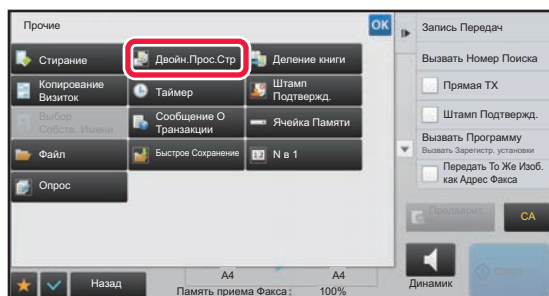 Прочие
OK
Запись Передач
Стирание
Двойн.Прос.Стр
Деление книги
Вызвать Номер Поиска
Копирование
Визиток
Таймер
Штамп
Подтвержд.
Прямая TX
Выбор
Собств. Имени
Сообщение О
Транзакции
Ячейка Памяти
Штамп Подтвержд.
Вызвать Программу
Вызвать Зарегистр. установки
Файл
Быстрое Сохранение
N в 1
Передать То Же Изоб.
как Адрес Факса
Опрос
Предварит.
CA
A4
A4
Назад
Память приема Факса:
100%
Динамик
Старт